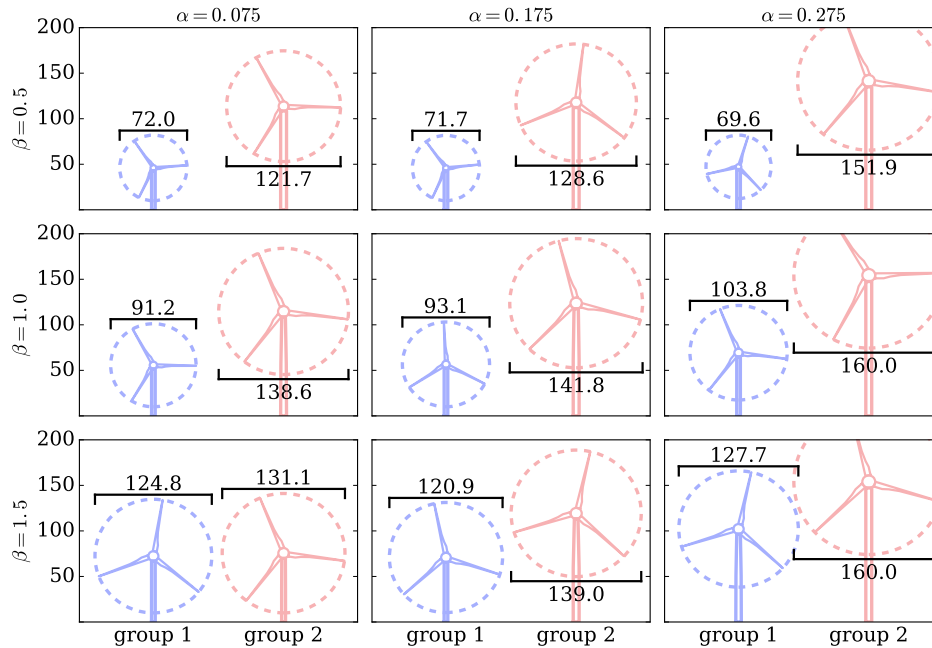 α = 0.075 α = 0.175 α = 0.275
β = 0.5
200
150
100
50
72.0 121.7 71.7 128.6 69.6 151.9
β = 1.0
200
150
100
50
91.2 138.6 93.1 141.8 103.8 160.0
β = 1.5
200
150
100
50
124.8 131.1 120.9 139.0 127.7 160.0
group 1 group 2 group 1 group 2 group 1 group 2